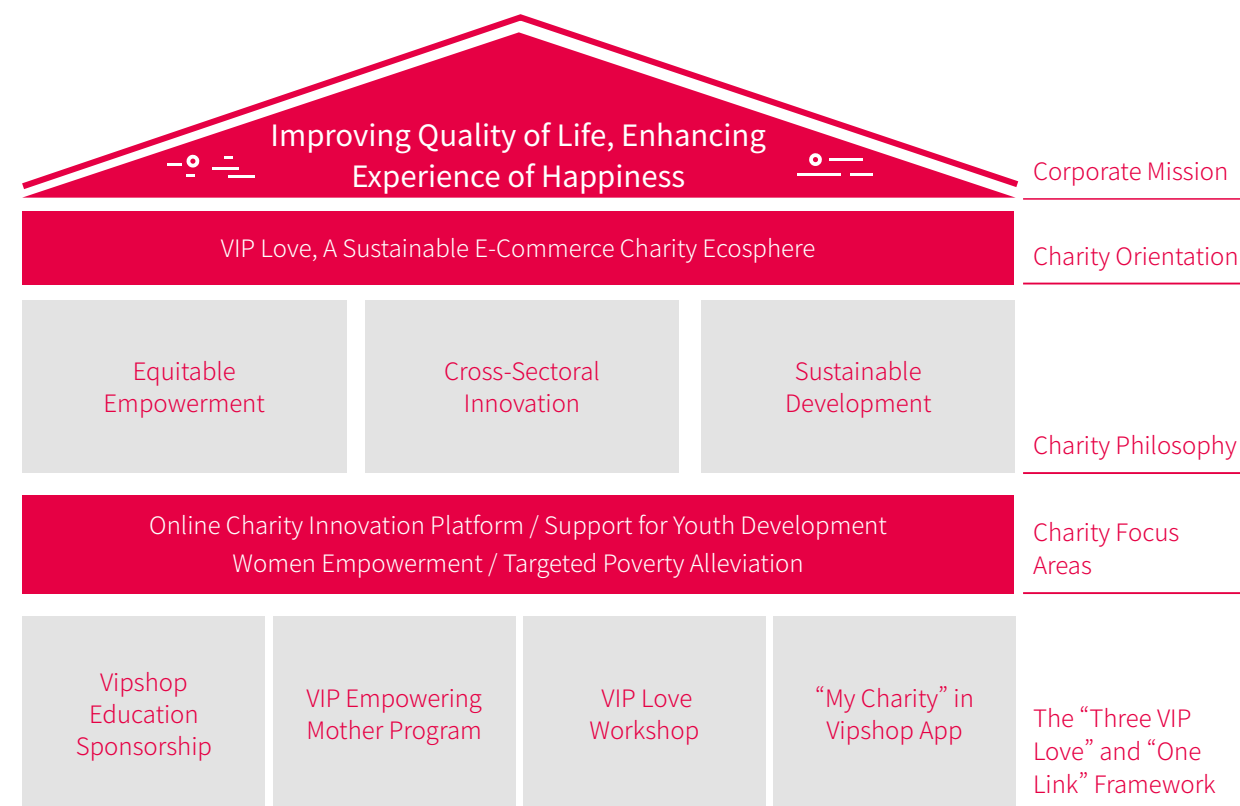 Improving Quality of Life, Enhancing
Experience of Happiness
Corporate Mission
VIP Love, A Sustainable E-Commerce Charity Ecosphere
Charity Orientation
Equitable
Empowerment
Cross-Sectoral
Innovation
Sustainable
Development
Charity Philosophy
Online Charity Innovation Platform / Support for Youth Development
Women Empowerment / Targeted Poverty Alleviation
Charity Focus
Areas
Vipshop
Education
Sponsorship
VIP Empowering
Mother Program
VIP Love
Workshop
“My Charity” in
Vipshop App
The “Three VIP
Love” and “One
Link” Framework